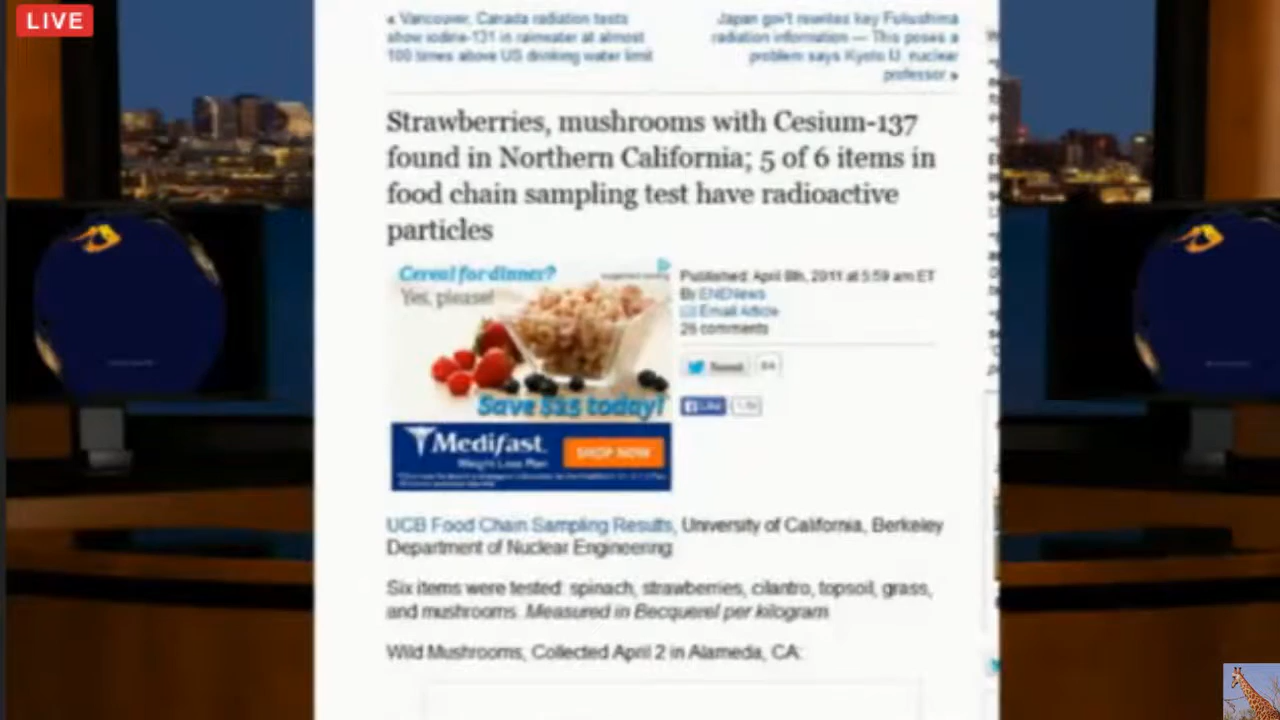 LIVE
« Vancouver, Canada radiation tests
show iodine-131 in rainwater at almost
100 times above US drinking water limit
Japan gov't rewrites key Fukushima
radiation information — This poses a
problem says Kyoto U. nuclear
professor »
Strawberries, mushrooms with Cesium-137
found in Northern California; 5 of 6 items in
food chain sampling test have radioactive
particles
Cereal for dinner?
Yes, please!
Save $25 today!
Medifast
Weight Loss Plan
SHOP NOW
Published: April 8th, 2011 at 5:59 am ET
By ENENews
Email Article
26 comments
Tweet
Like
UCB Food Chain Sampling Results, University of California, Berkeley
Department of Nuclear Engineering:
Six items were tested: spinach, strawberries, cilantro, topsoil, grass,
and mushrooms. Measured in Becquerel per kilogram
Wild Mushrooms, Collected April 2 in Alameda, CA: